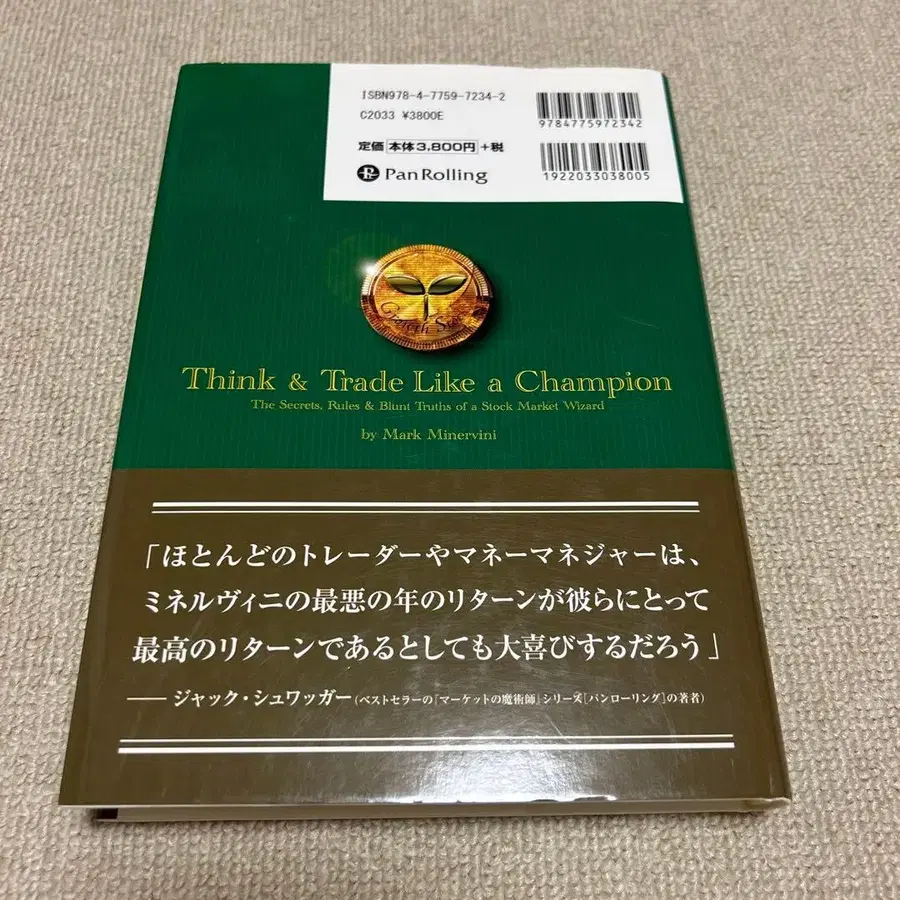 ISBN978-4-7759-7234-2
C2033 ¥3800E
定価 本体3,800円 +税
PanRolling
9784775972342
1922033038005
Growth
Think & Trade Like a Champion
The Secrets, Rules & Blunt Truths of a Stock Market Wizard
by Mark Minervini
「ほとんどのトレーダーやマネーマネジャーは、
ミネルヴィニの最悪の年のリターンが彼らにとって
最高のリターンであるとしても大喜びするだろう」
── ジャック・シュワッガー(ベストセラーの『マーケットの魔術師』シリーズ[パンローリング]の著者)